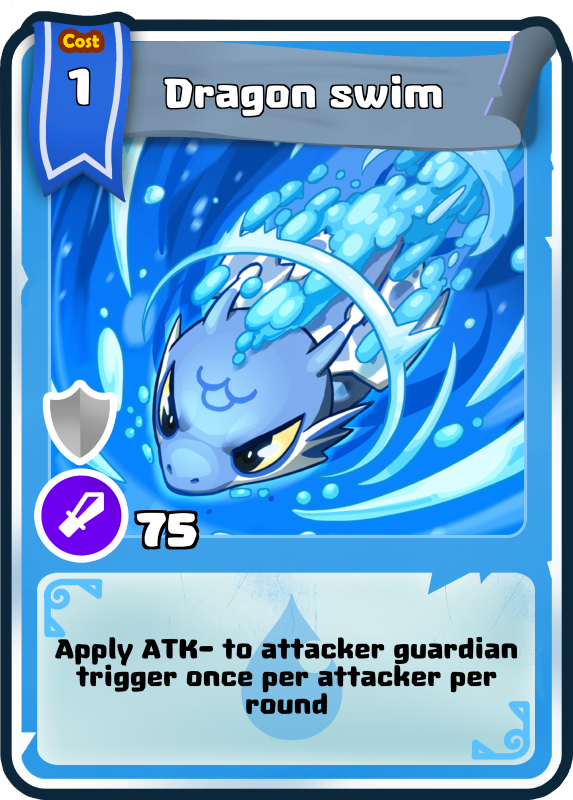 Cost
1
Dragon swim
75
Apply ATK- to attacker guardian
trigger once per attacker per
round